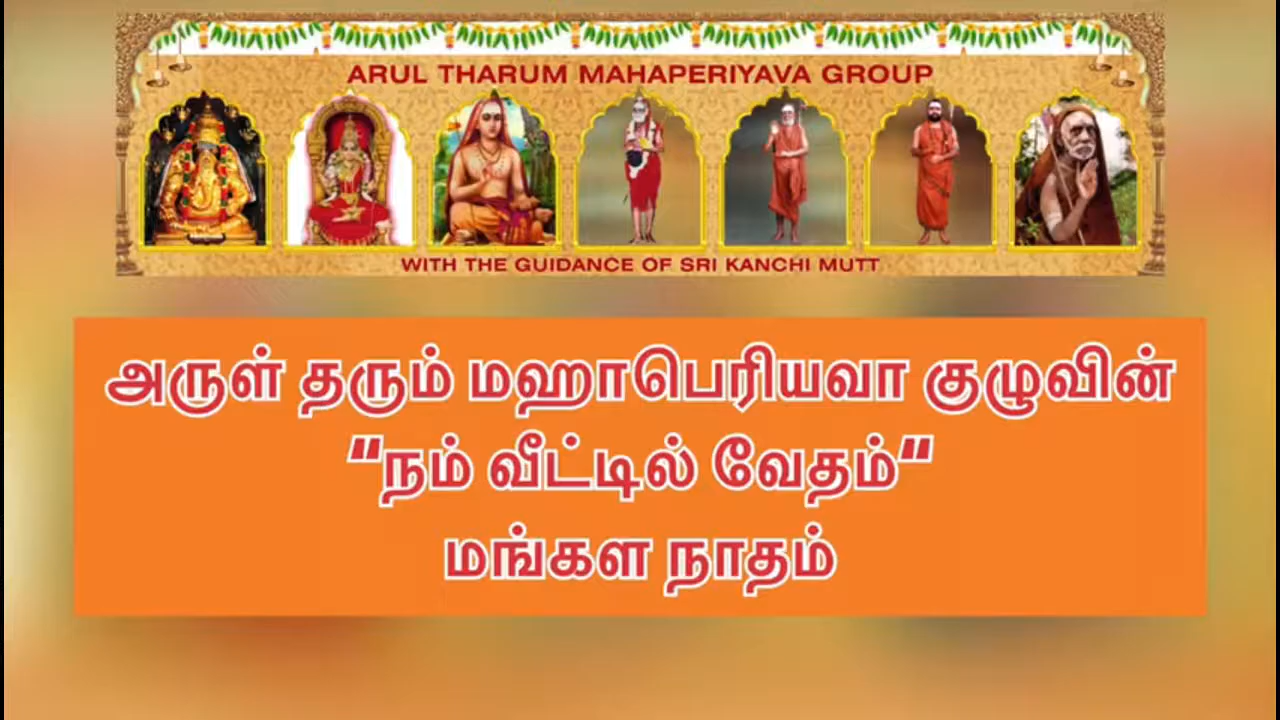 ARUL THARUM MAHAPERIYAVA GROUP
WITH THE GUIDANCE OF SRI KANCHI MUTT
அருள் தரும் மஹாபெரியவா குழுவின்
“நம் வீட்டில் வேதம்“
மங்கள நாதம்